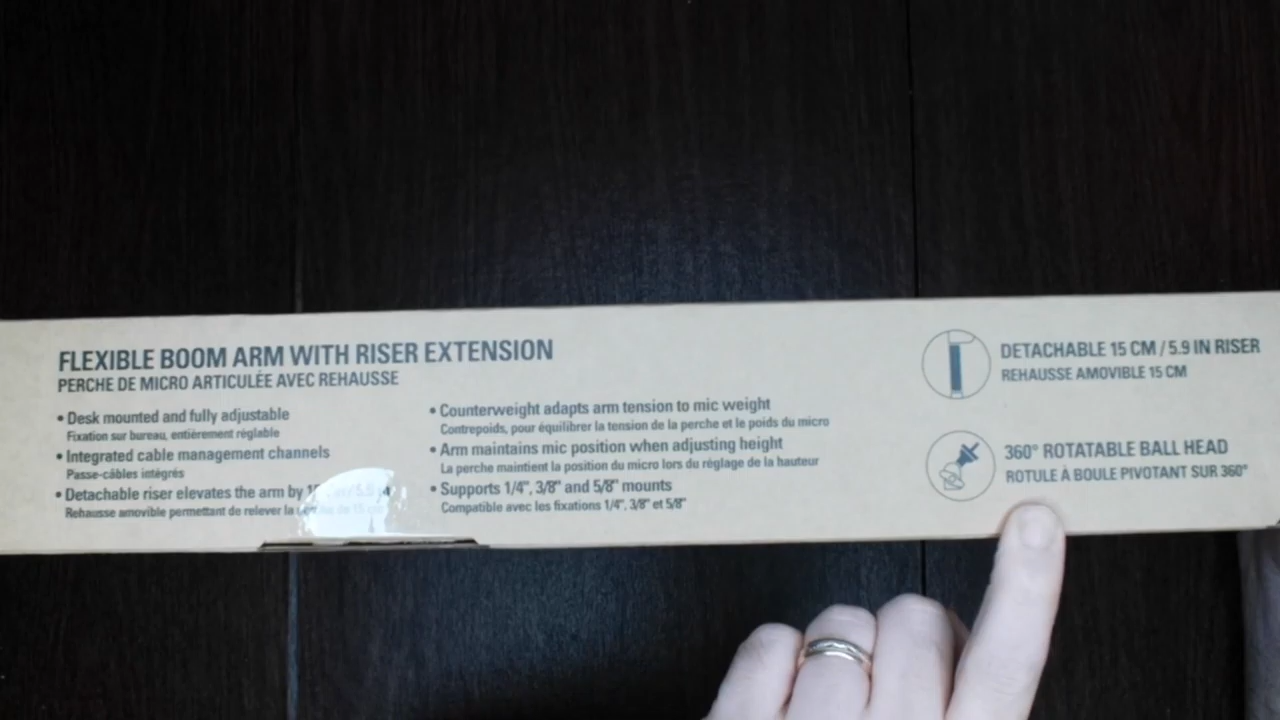 FLEXIBLE BOOM ARM WITH RISER EXTENSION
PERCHE DE MICRO ARTICULÉE AVEC REHAUSSE
• Desk mounted and fully adjustable
Fixation sur bureau, entièrement réglable
• Integrated cable management channels
Passe-câbles intégrés
• Detachable riser elevates the arm by
Rehausse amovible permettant de relever la
• Counterweight adapts arm tension to mic weight
Contrepoids, pour équilibrer la tension de la perche et le poids du micro
• Arm maintains mic position when adjusting height
La perche maintient la position du micro lors du réglage de la hauteur
• Supports 1/4", 3/8" and 5/8" mounts
Compatible avec les fixations 1/4", 3/8" et 5/8"
DETACHABLE 15 CM / 5.9 IN RISER
REHAUSSE AMOVIBLE 15 CM
360° ROTATABLE BALL HEAD
ROTULE À BOULE PIVOTANT SUR 360°